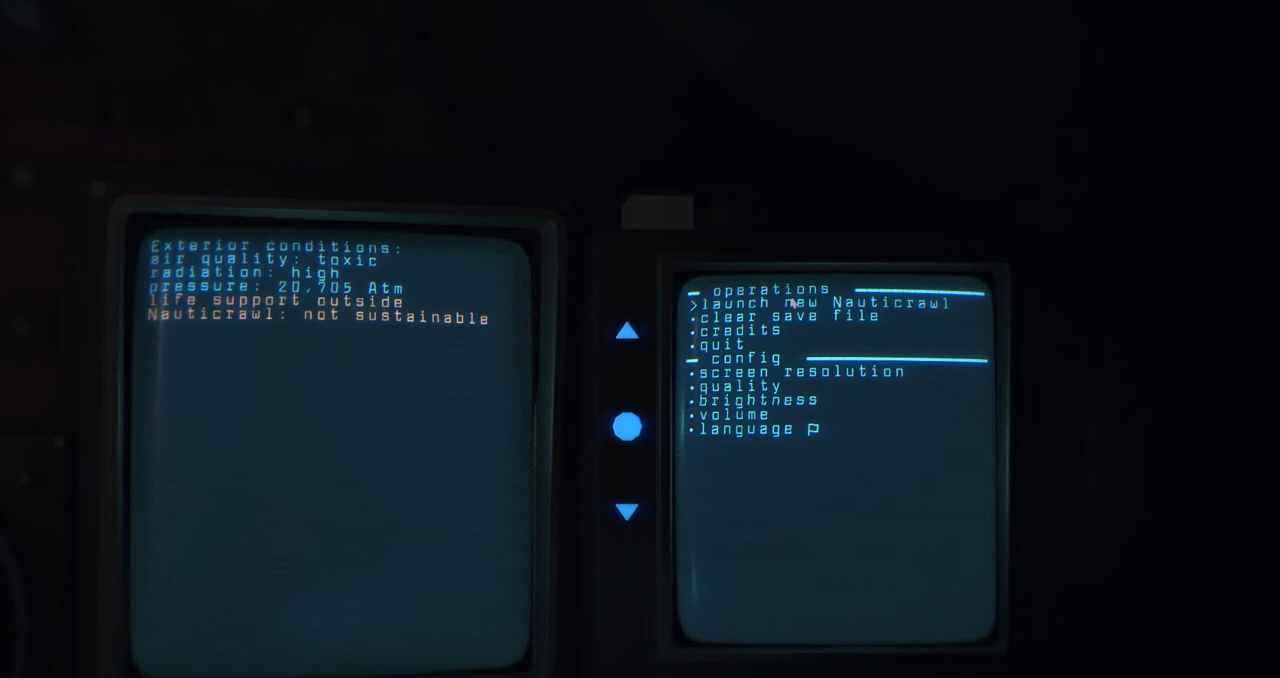 Exterior conditions:
air quality: toxic
radiation: high
pressure: 20,705 Atm
life support outside
Nauticrawl: not sustainable
operations
>launch new Nauticrawl
·clear save file
·credits
·quit
config
·screen resolution
·quality
·brightness
·volume
·language